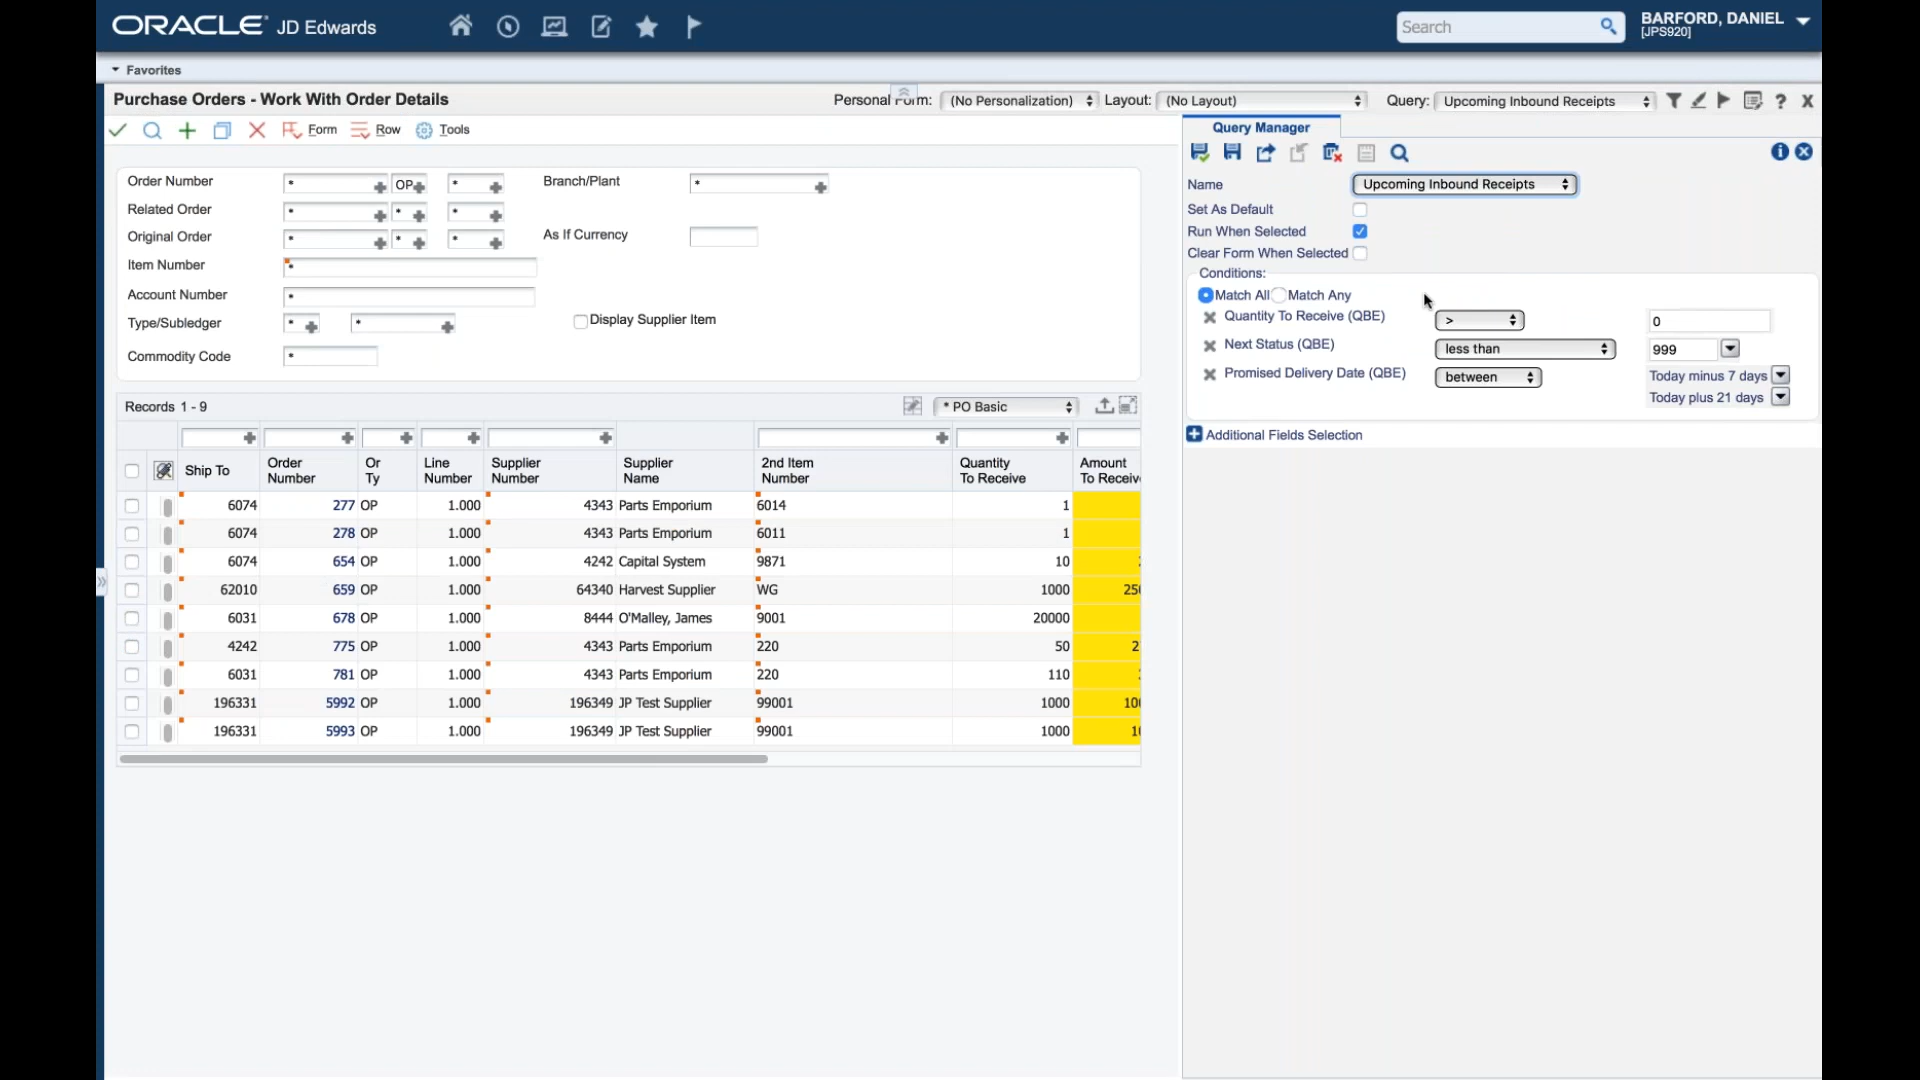 ORACLE JD Edwards
Search
BARFORD, DANIEL
[JPS920]
Favorites
Purchase Orders - Work With Order Details
Personal Form: (No Personalization) Layout: (No Layout) Query: Upcoming Inbound Receipts ? X
Form Row Tools
Query Manager
Name Upcoming Inbound Receipts
Set As Default
Run When Selected
Clear Form When Selected
Conditions:
Match All Match Any
Quantity To Receive (QBE) > 0
Next Status (QBE) less than 999
Promised Delivery Date (QBE) between Today minus 7 days
Today plus 21 days
Additional Fields Selection
Order Number * OP * Branch/Plant *
Related Order * * *
Original Order * * * As If Currency
Item Number *
Account Number *
Type/Subledger * * Display Supplier Item
Commodity Code *
Records 1 - 9 * PO Basic
Ship To Order Number Or Ty Line Number Supplier Number Supplier Name 2nd Item Number Quantity To Receive Amount To Receiv
6074 277 OP 1.000 4343 Parts Emporium 6014 1
6074 278 OP 1.000 4343 Parts Emporium 6011 1
6074 654 OP 1.000 4242 Capital System 9871 10
62010 659 OP 1.000 64340 Harvest Supplier WG 1000 250
6031 678 OP 1.000 8444 O'Malley, James 9001 20000
4242 775 OP 1.000 4343 Parts Emporium 220 50 2
6031 781 OP 1.000 4343 Parts Emporium 220 110
196331 5992 OP 1.000 196349 JP Test Supplier 99001 1000 100
196331 5993 OP 1.000 196349 JP Test Supplier 99001 1000 10